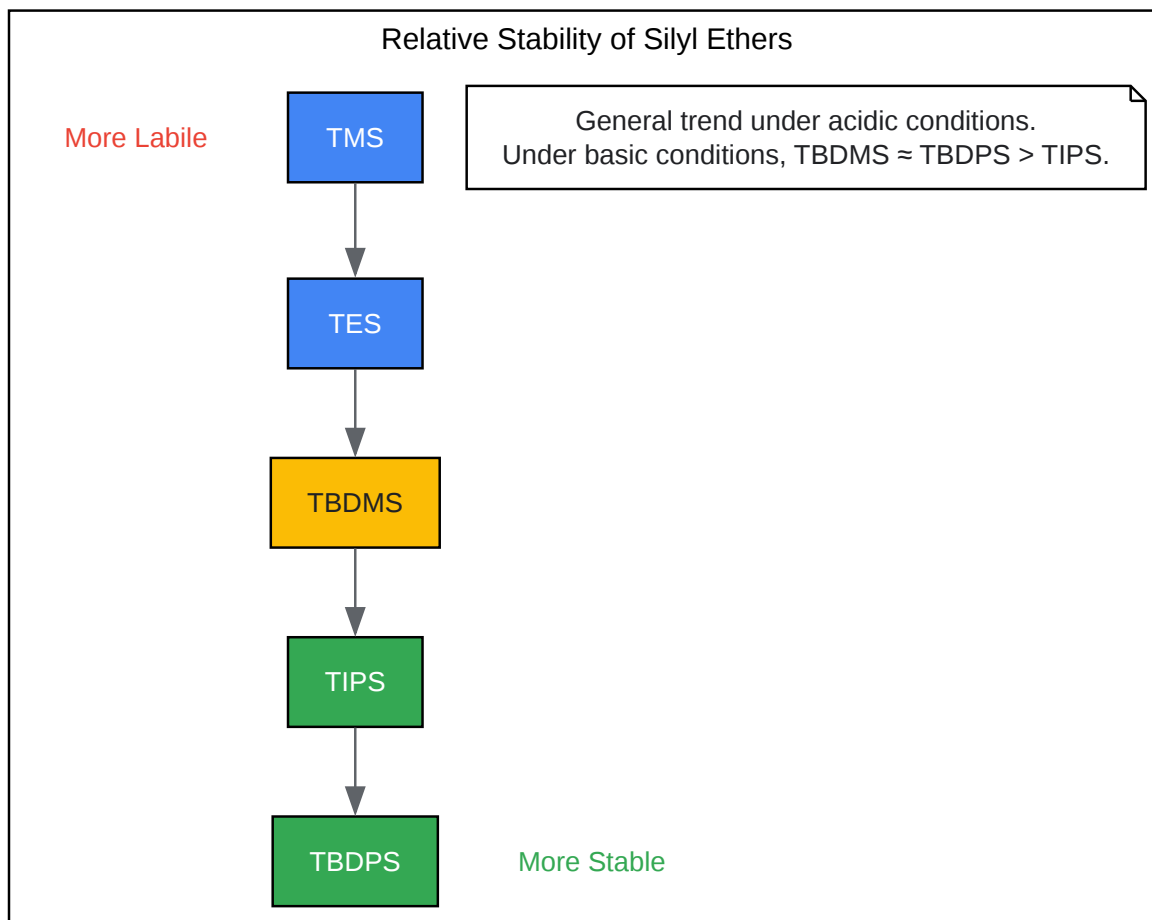 Relative Stability of Silyl Ethers
More Labile
TMS
General trend under acidic conditions.
Under basic conditions, TBDMS ≈ TBDPS > TIPS.
TES
TBDMS
TIPS
TBDPS
More Stable